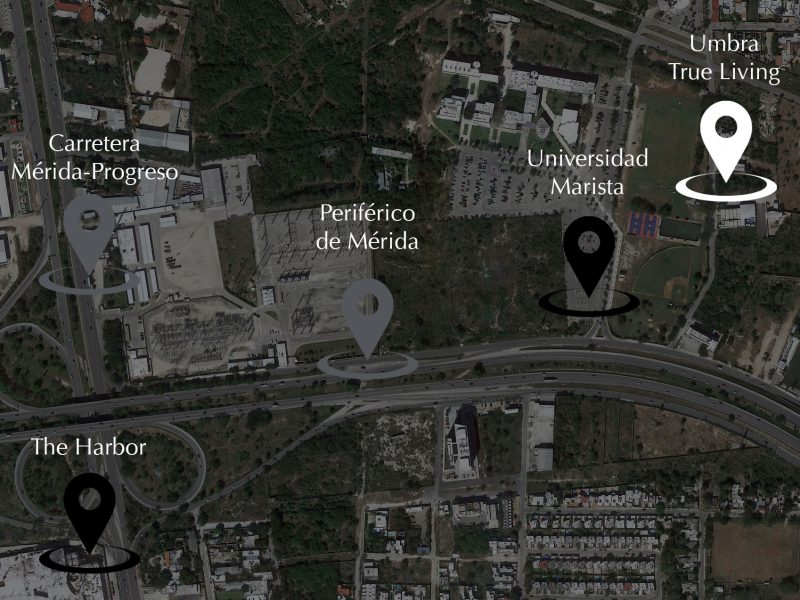 Umbra
True Living
Carretera
Mérida-Progreso
Universidad
Marista
Periférico
de Mérida
The Harbor